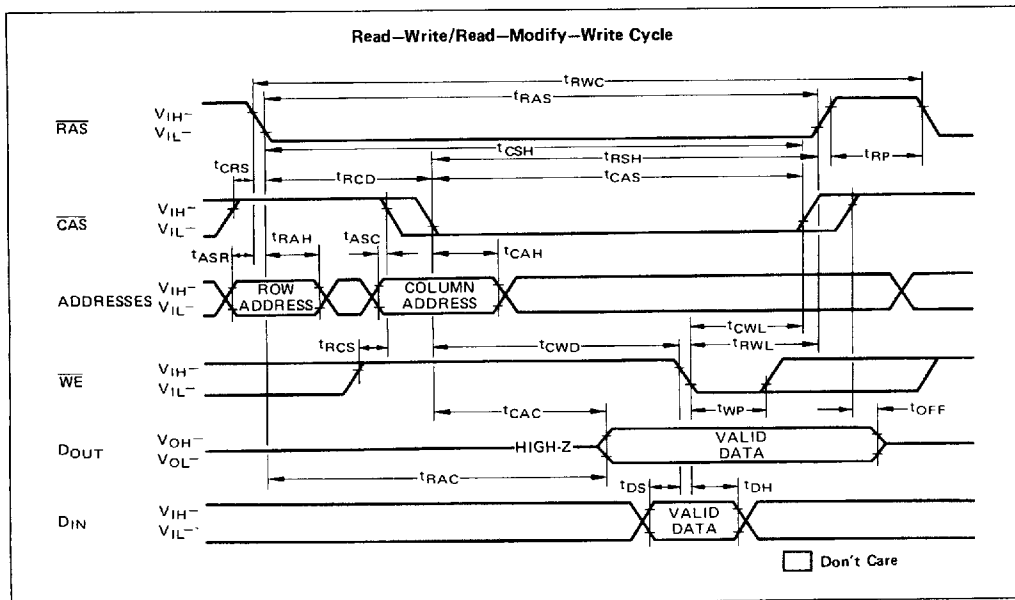 Read—Write/Read—Modify—Write Cycle
tRWC
tRAS
RAS
VIH–
VIL–
tCSH
tRSH
tRP
tCRS
tRCD
tCAS
CAS
VIH–
VIL–
tASR
tRAH
tASC
tCAH
ADDRESSES
VIH–
VIL–
ROW
ADDRESS
COLUMN
ADDRESS
tCWL
tRCS
tCWD
tRWL
WE
VIH–
VIL–
tWP
tCAC
tOFF
DOUT
VOH–
VOL–
HIGH-Z
VALID
DATA
tRAC
tDS
tDH
DIN
VIH–
VIL–
VALID
DATA
Don't Care